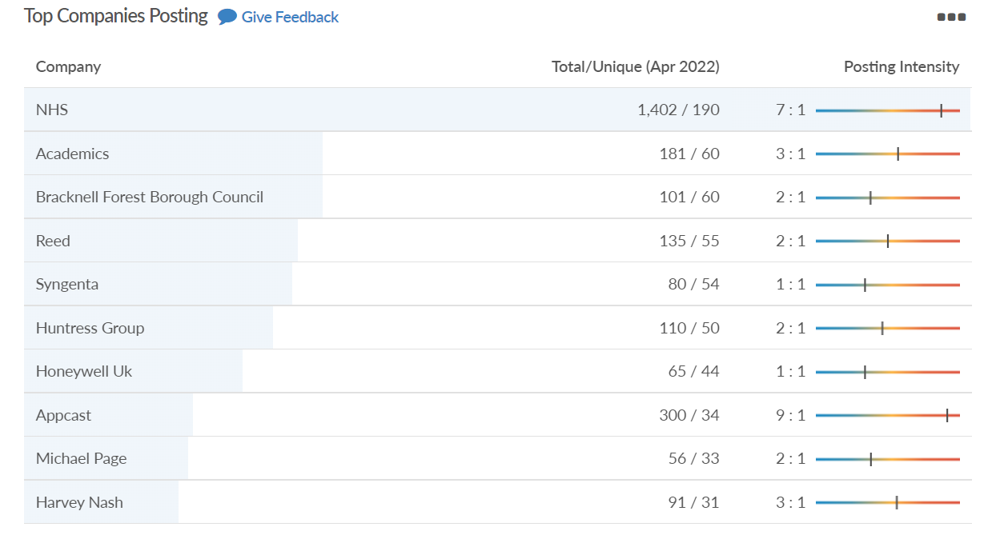 Top Companies Posting Give Feedback
Company Total/Unique (Apr 2022) Posting Intensity
NHS 1,402 / 190 7 : 1
Academics 181 / 60 3 : 1
Bracknell Forest Borough Council 101 / 60 2 : 1
Reed 135 / 55 2 : 1
Syngenta 80 / 54 1 : 1
Huntress Group 110 / 50 2 : 1
Honeywell Uk 65 / 44 1 : 1
Appcast 300 / 34 9 : 1
Michael Page 56 / 33 2 : 1
Harvey Nash 91 / 31 3 : 1